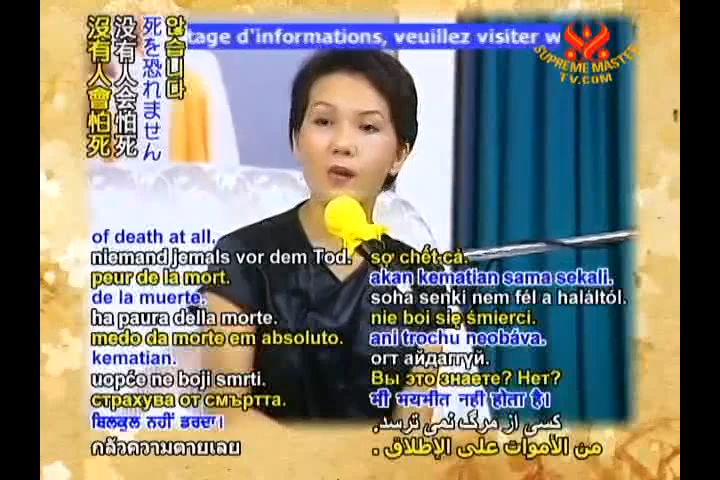 tage d'informations, veuillez visiter w
SUPREME MASTER
TV.COM
않습니다
死を恐れません
没有人会怕死
沒有人會怕死
of death at all.
niemand jemals vor dem Tod.
peur de la mort.
de la muerte.
ha paura della morte.
medo da morte em absoluto.
kematian.
uopće ne boji smrti.
страхува от смъртта.
ਬਿਲਕੁਲ ਨਹੀਂ ਡਰਦਾ।
กลัวความตายเลย
sợ chết cả.
akan kematian sama sekali.
soha senki nem fél a haláltól.
nie boi się śmierci.
ani trochu neobáva.
огт айдаггүй.
Вы это знаете? Нет?
भी भयभीत नहीं होता है।
کسی از مرگ نمی ترسد.
من الأموات على الإطلاق .